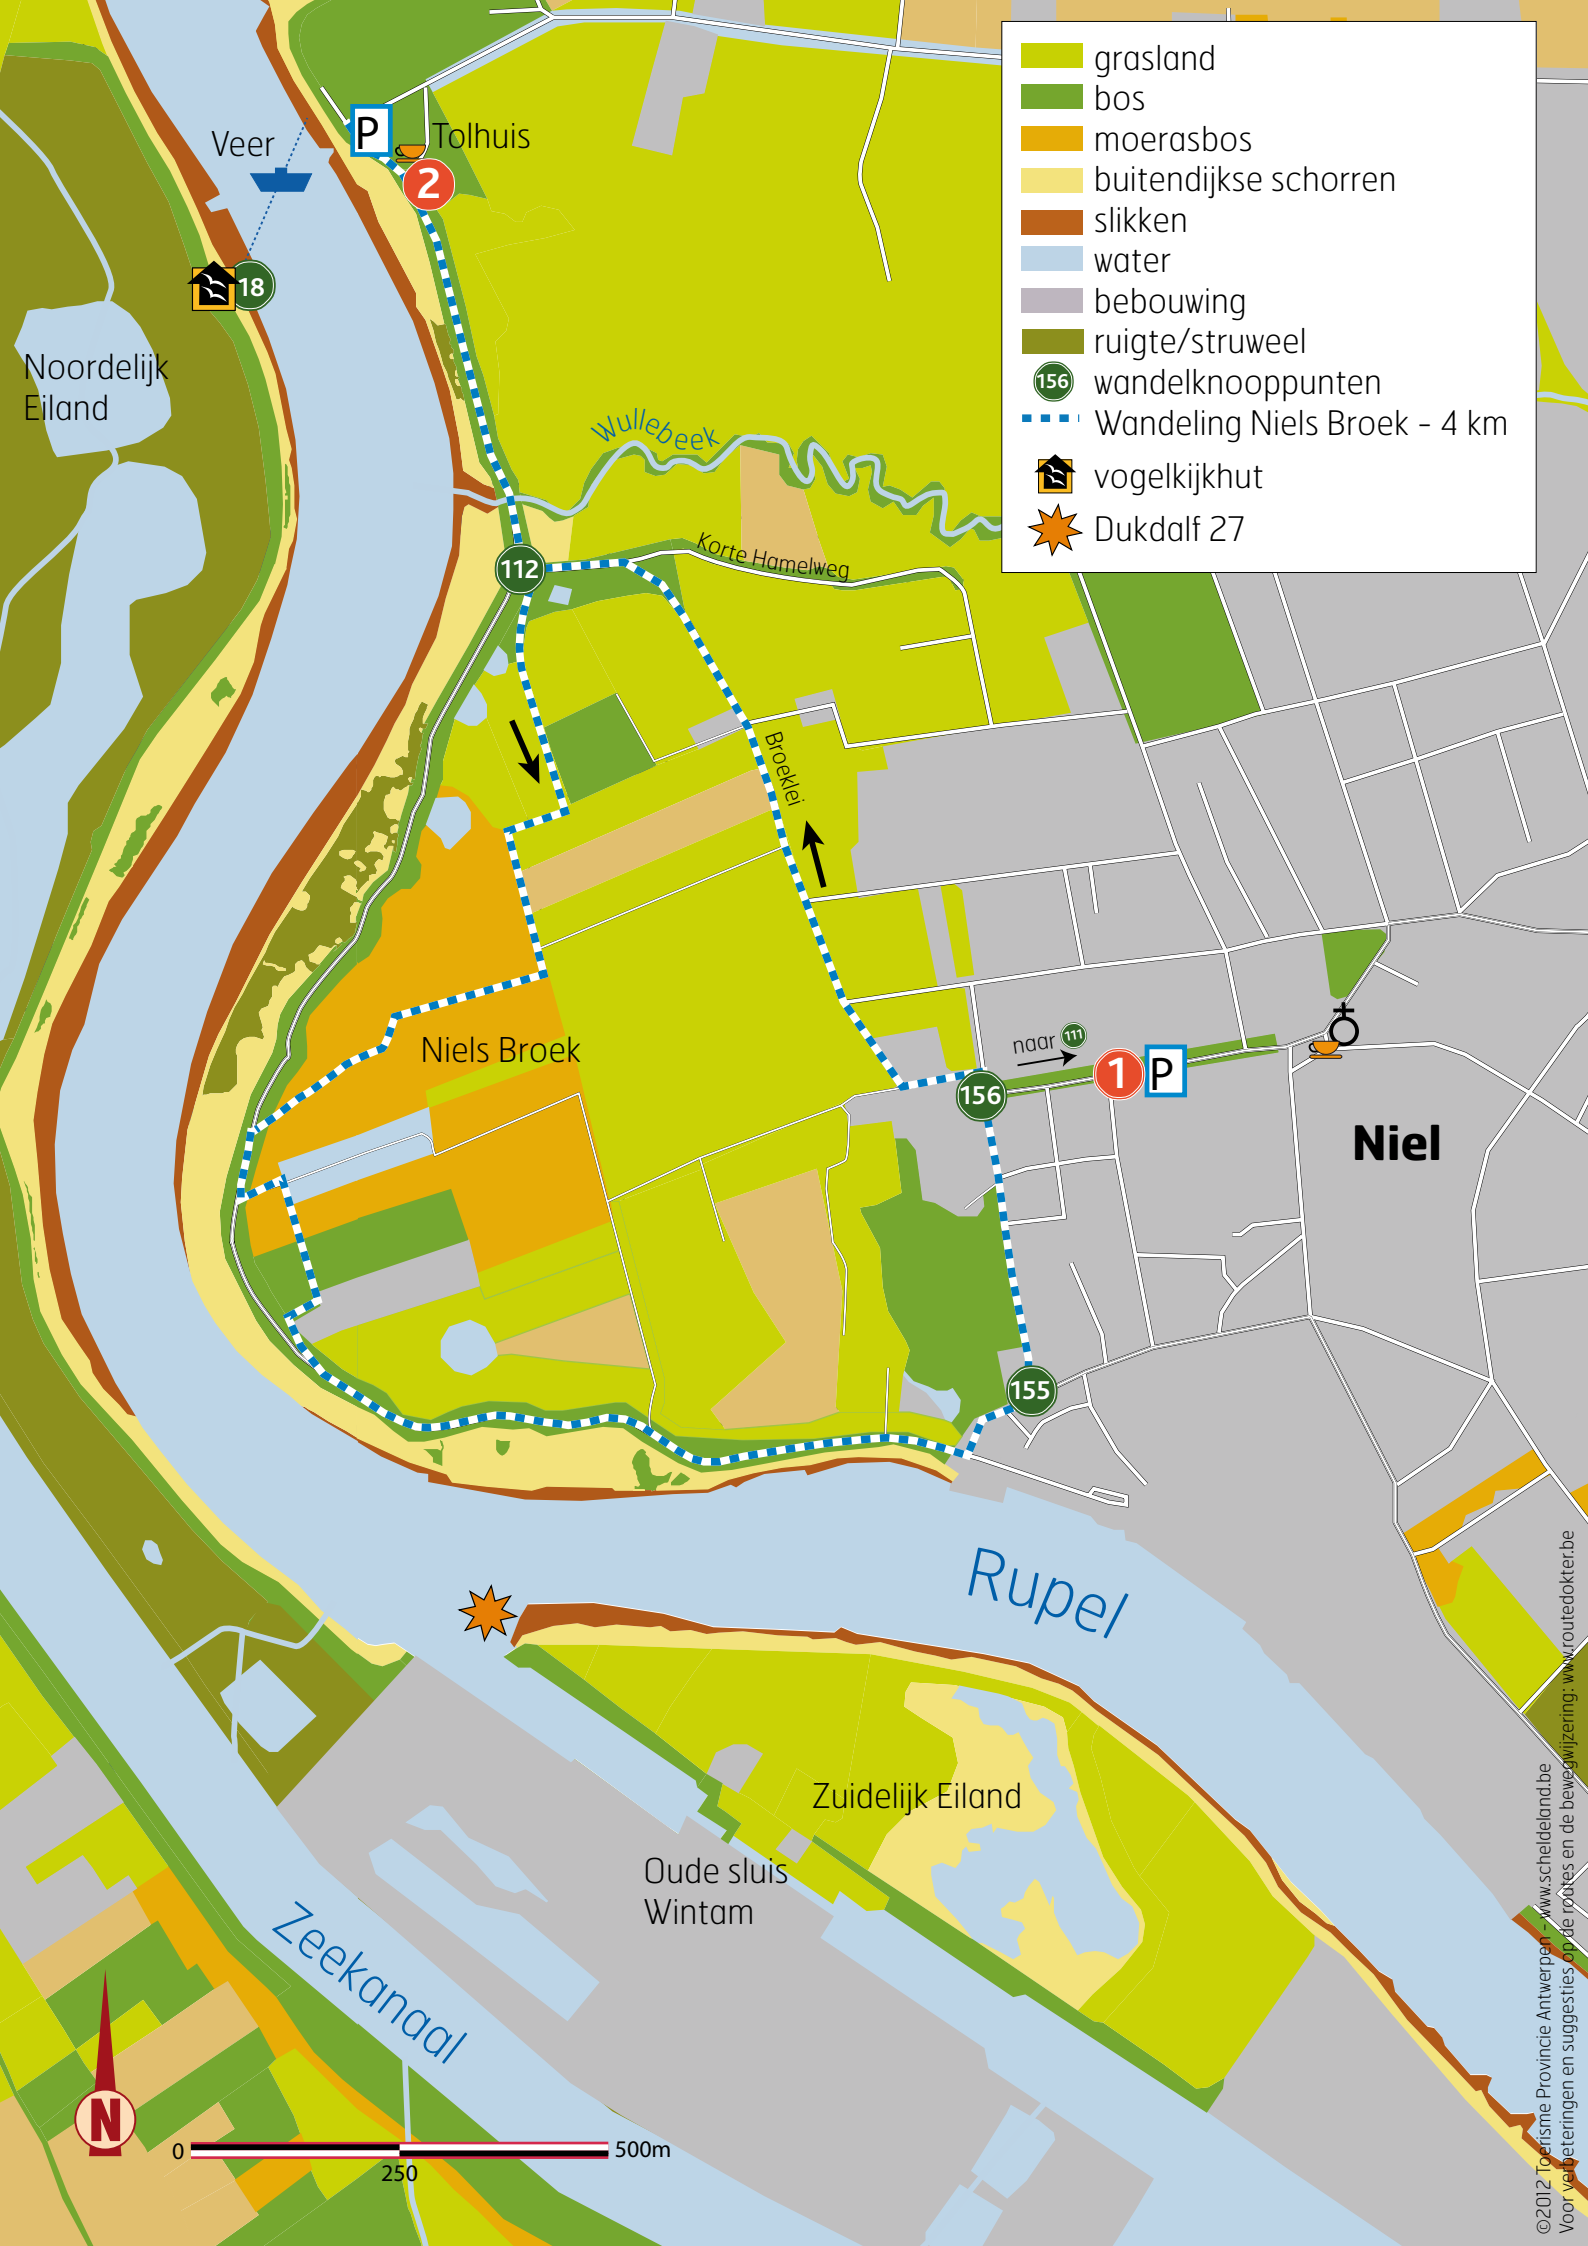 grasland
bos
moerasbos
buitendijkse schorren
slikken
water
bebouwing
ruigte/struweel
156 wandelknooppunten
Wandeling Niels Broek – 4 km
vogelkijkhut
Dukdalf 27
P
Tolhuis
Veer
2
18
Noordelijk
Eiland
Wullebeek
112
Korte Hamelweg
Broeklei
Niels Broek
naar 111
1 P
156
Niel
155
Rupel
Zuidelijk Eiland
Oude sluis
Wintam
Zeekanaal
N
0
250
500m
©2012 Toerisme Provincie Antwerpen - www.scheldeland.be
Voor verbeteringen en suggesties op de routes en de bewegwijzering: www.routedokter.be